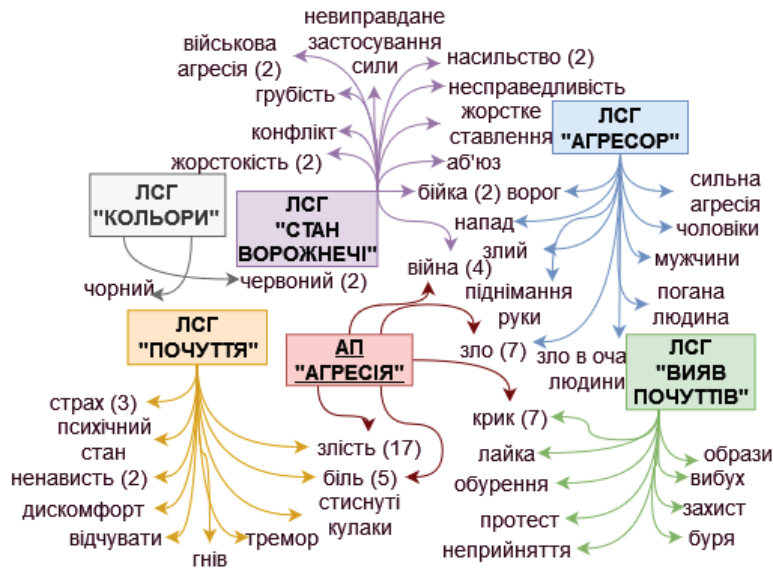 невиправдане
застосування
сили
військова
агресія (2)
грубість
конфлікт
жорстокість (2)
насильство (2)
несправедливість
жорстке
ставлення
аб'юз
бійка (2)
ворог
ЛСГ
"АГРЕСОР"
ЛСГ
"КОЛЬОРИ"
ЛСГ
"СТАН
ВОРОЖНЕЧІ"
сильна
агресія
чоловіки
мужчини
погана
людина
напад
злий
війна (4)
піднімання
руки
червоний (2)
чорний
ЛСГ
"ПОЧУТТЯ"
АП
"АГРЕСІЯ"
зло (7)
зло в оча
людини
ЛСГ
"ВИЯВ
ПОЧУТТІВ"
страх (3)
психічний
стан
ненависть (2)
дискомфорт
відчувати
гнів
тремор
злість (17)
біль (5)
стиснуті
кулаки
крик (7)
лайка
обурення
протест
неприйняття
образи
вибух
захист
буря